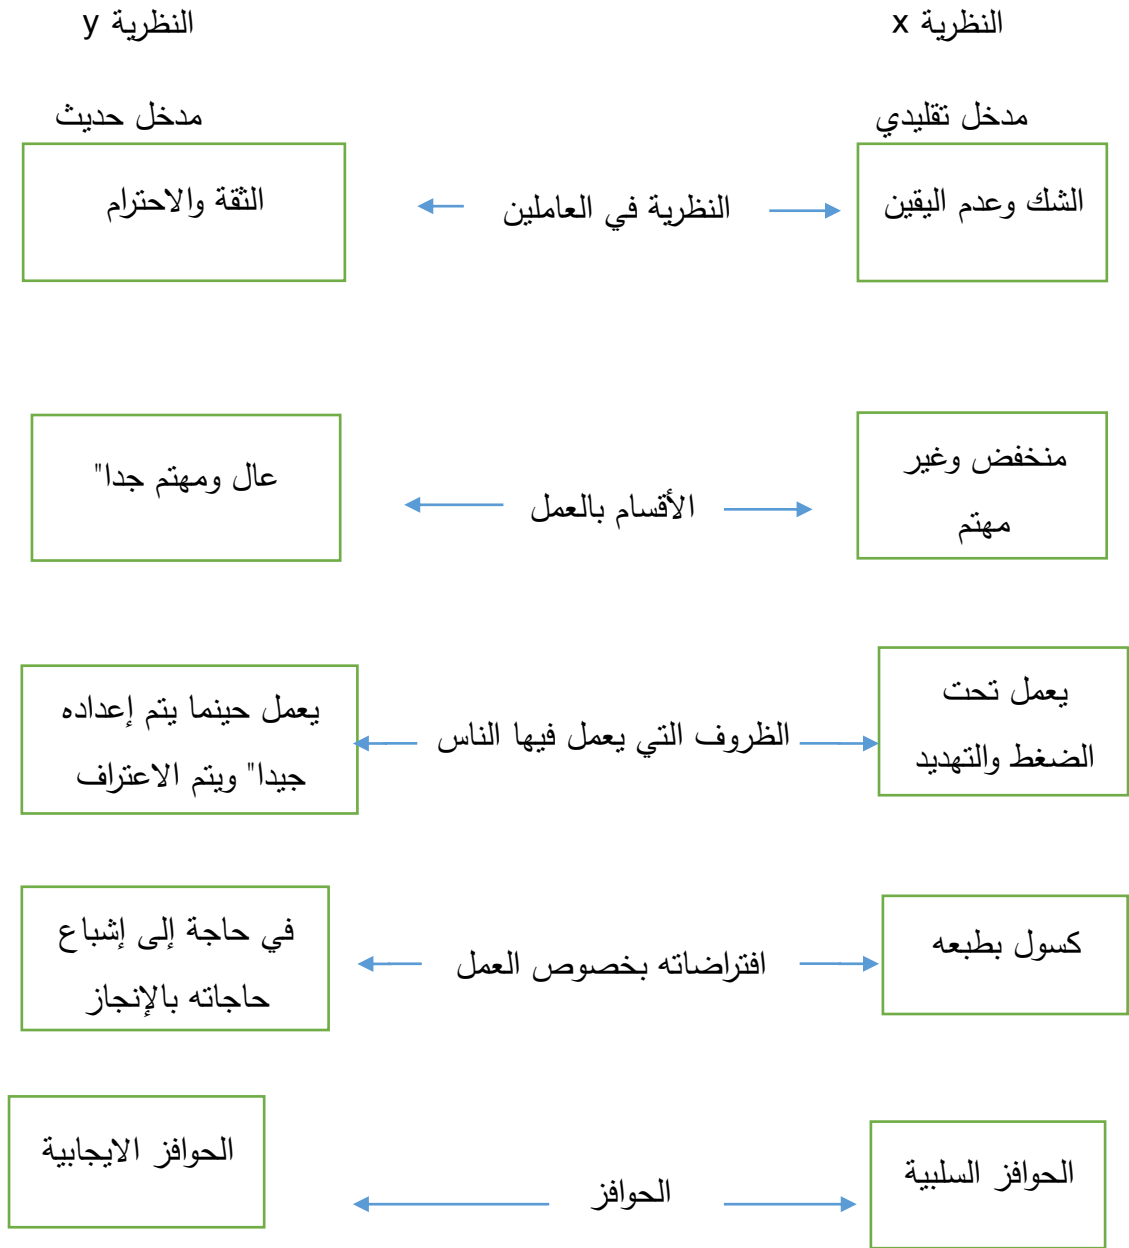 النظرية x
النظرية y
مدخل تقليدي
مدخل حديث
الشك وعدم اليقين
النظرية في العاملين
الثقة والاحترام
منخفض وغير
مهتم
الأقسام بالعمل
عال ومهتم جدا"
يعمل تحت
الضغط والتهديد
الظروف التي يعمل فيها الناس
يعمل حينما يتم إعداده
جيدا" ويتم الاعتراف
كسول بطبعه
افتراضاته بخصوص العمل
في حاجة إلى إشباع
حاجاته بالإنجاز
الحوافز السلبية
الحوافز
الحوافز الايجابية